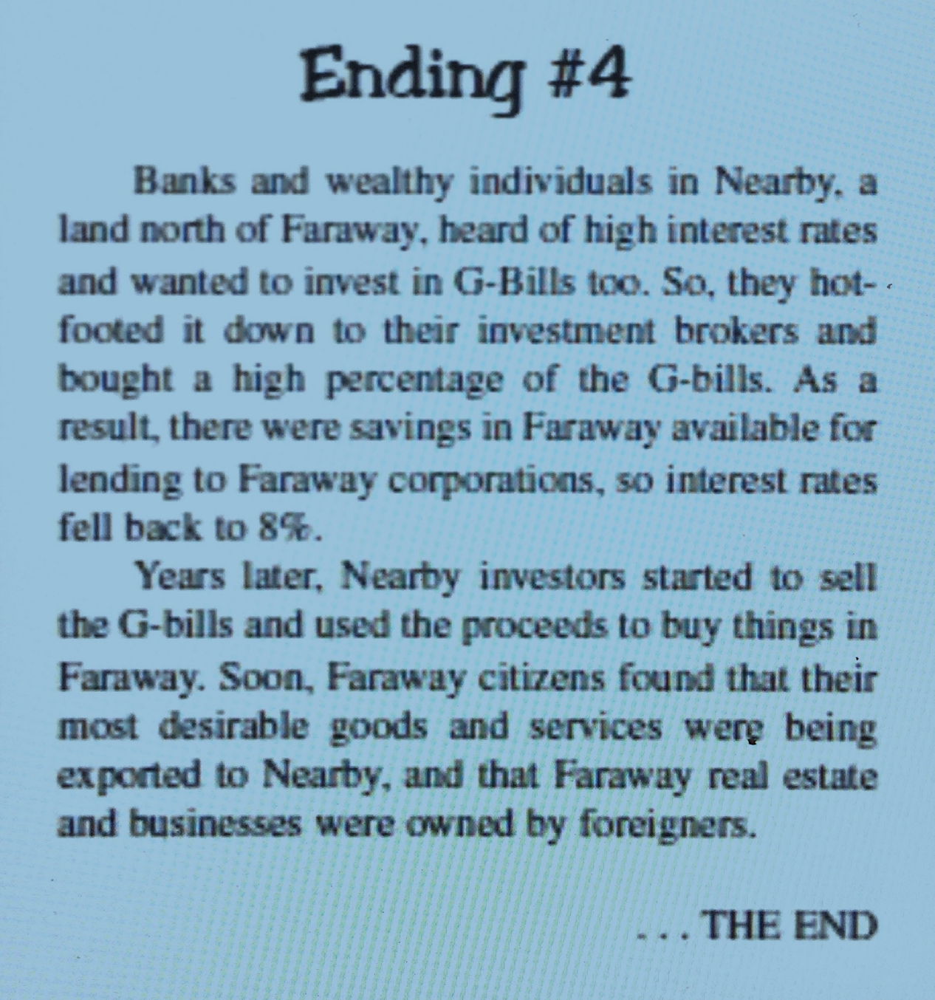 Ending #4
Banks and wealthy individuals in Nearby, a
land north of Faraway, heard of high interest rates
and wanted to invest in G-Bills too. So, they hot-
footed it down to their investment brokers and
bought a high percentage of the G-bills. As a
result, there were savings in Faraway available for
lending to Faraway corporations, so interest rates
fell back to 8%.
Years later, Nearby investors started to sell
the G-bills and used the proceeds to buy things in
Faraway. Soon, Faraway citizens found that their
most desirable goods and services were being
exported to Nearby, and that Faraway real estate
and businesses were owned by foreigners.
. . . THE END